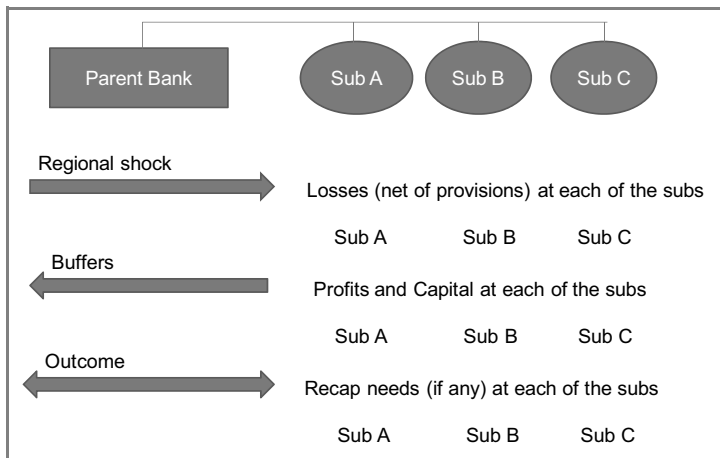 Parent Bank Sub A Sub B Sub C
Regional shock
Losses (net of provisions) at each of the subs
Sub A Sub B Sub C
Buffers
Profits and Capital at each of the subs
Sub A Sub B Sub C
Outcome
Recap needs (if any) at each of the subs
Sub A Sub B Sub C